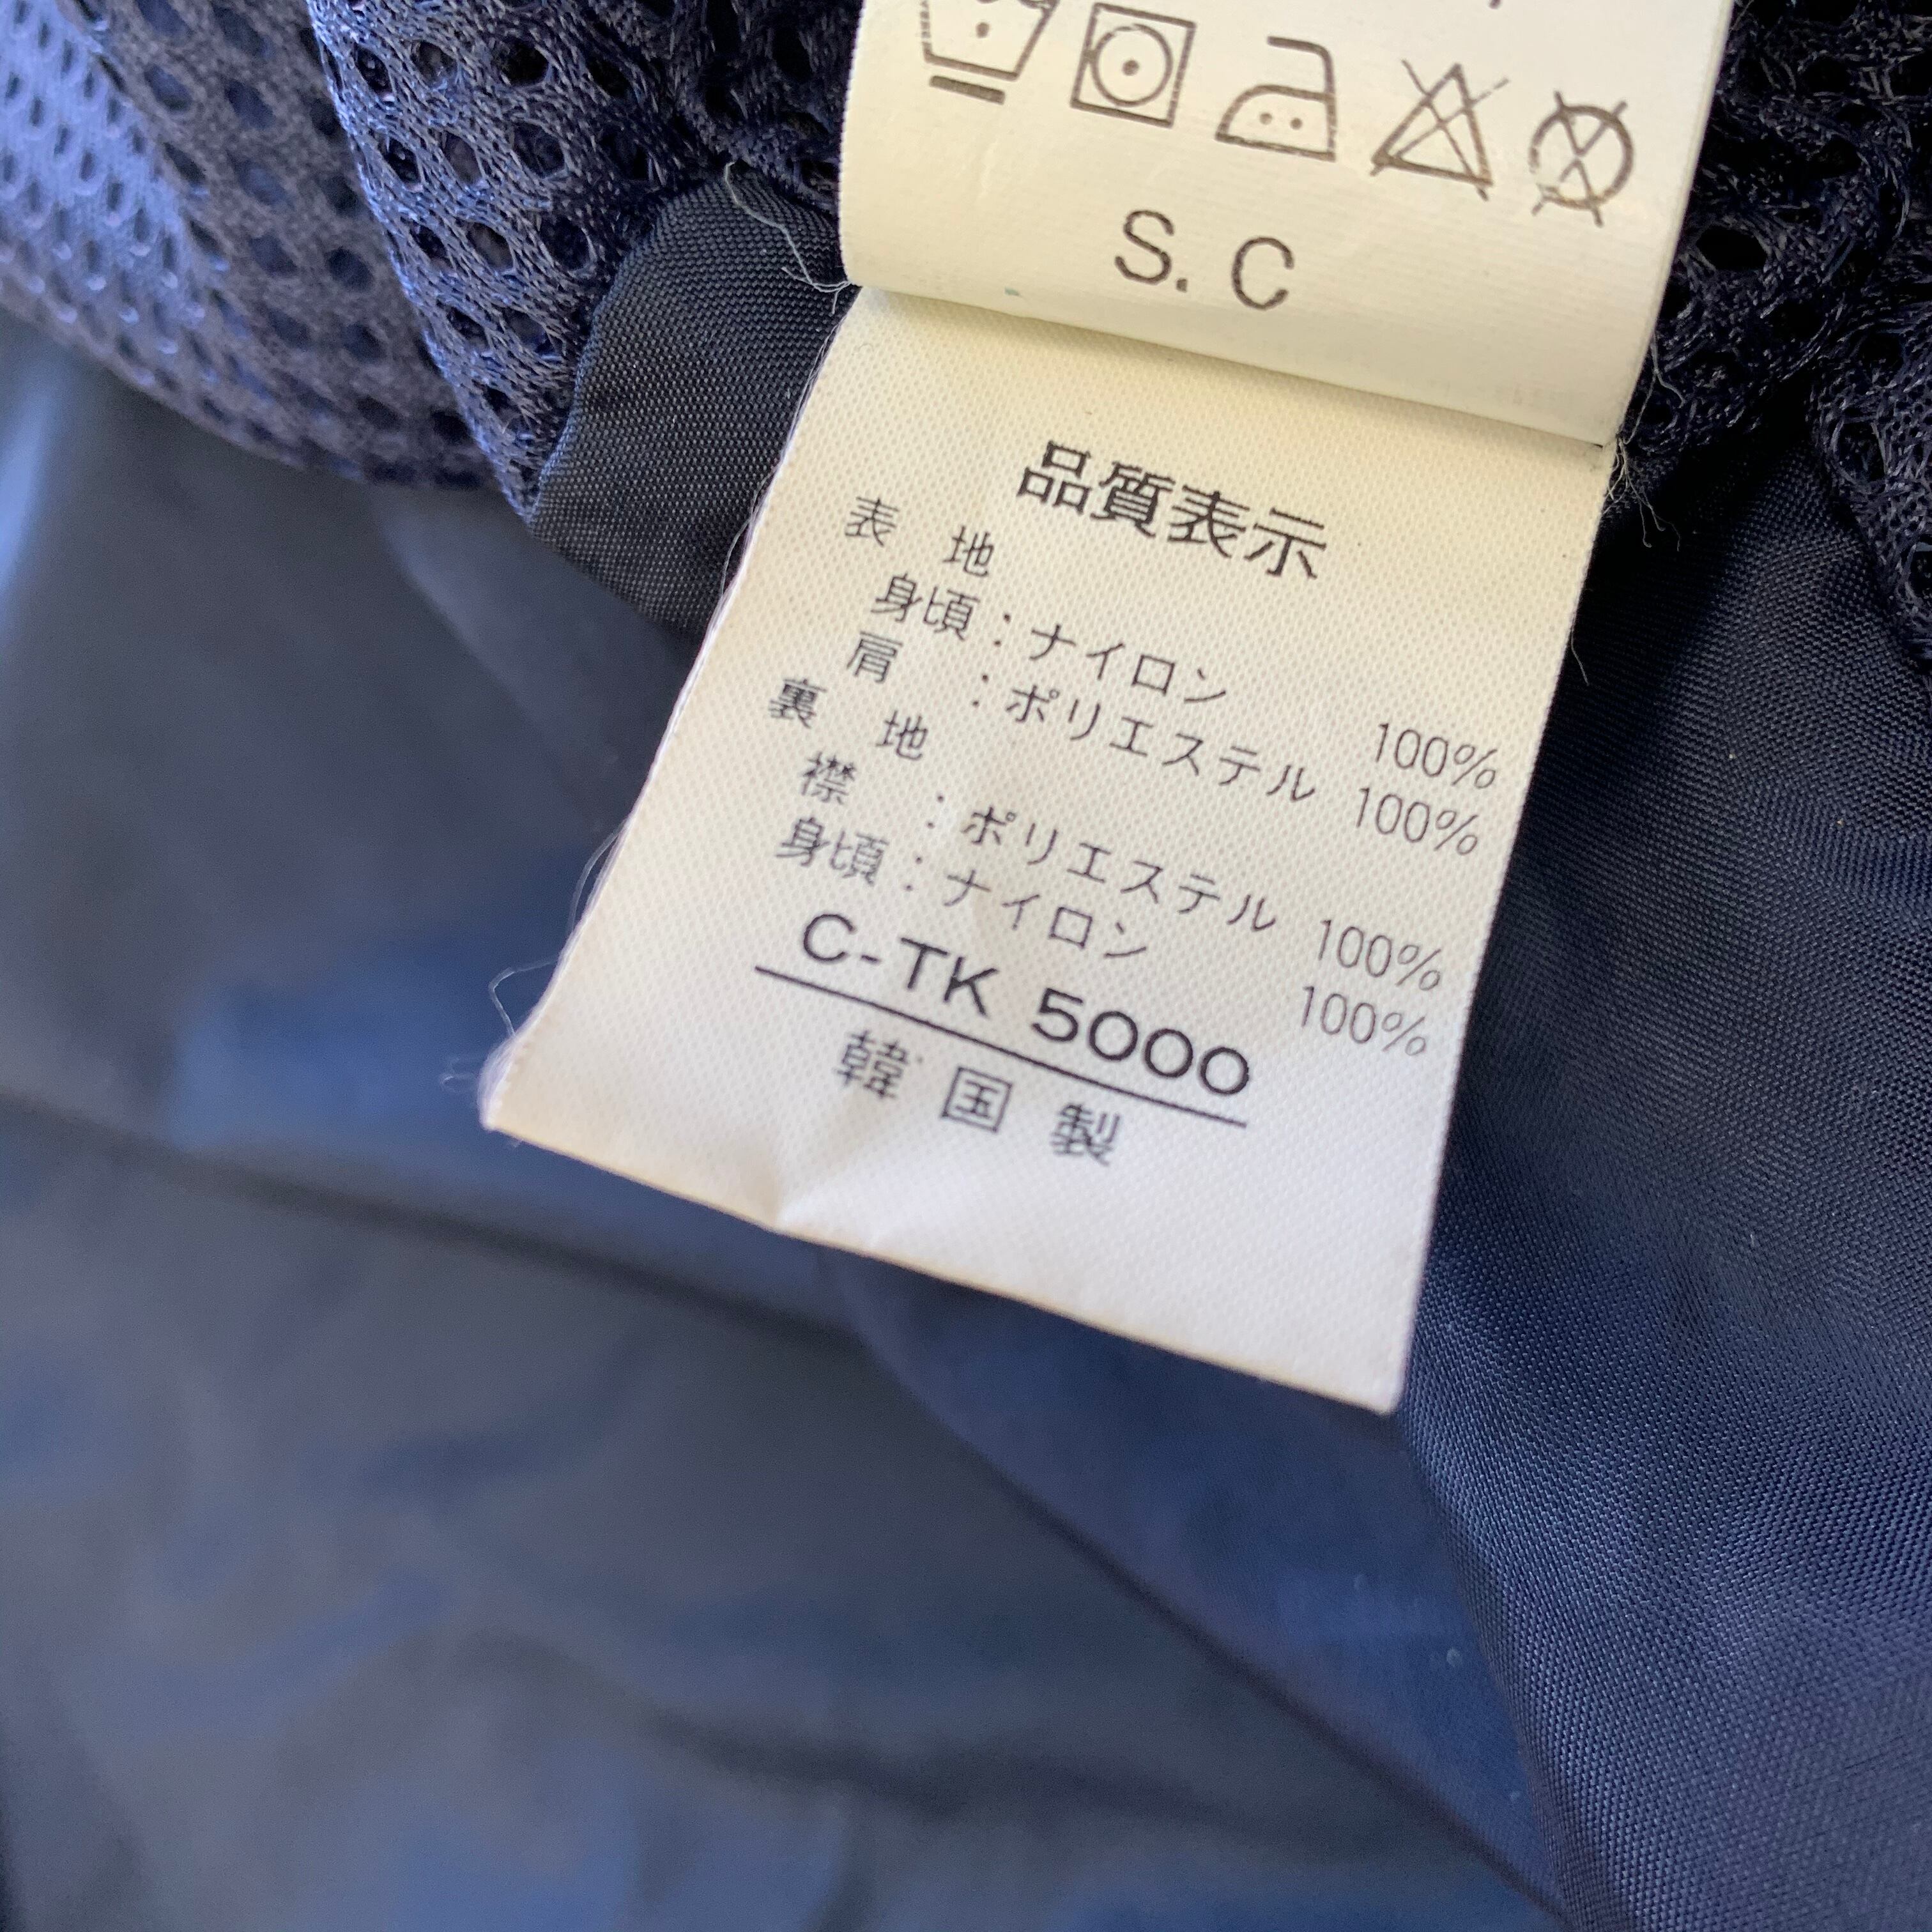 S. C
品質表示
表 地
身頃：ナイロン 100%
肩 ：ポリエステル 100%
裏 地
襟 ：ポリエステル 100%
身頃：ナイロン 100%
C-TK 5000
韓国製